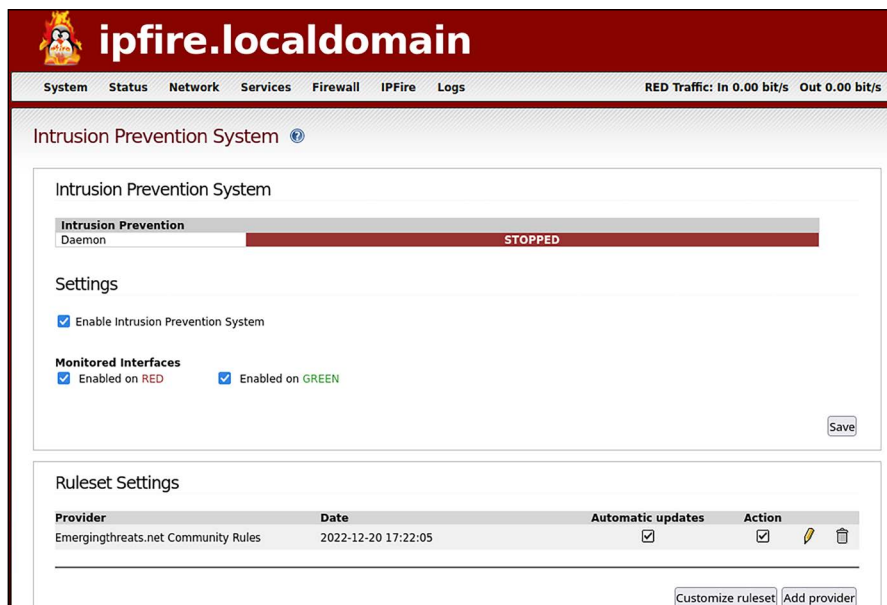 ipfire.localdomain
System Status Network Services Firewall IPFire Logs RED Traffic: In 0.00 bit/s Out 0.00 bit/s
Intrusion Prevention System
Intrusion Prevention System
Intrusion Prevention
Daemon STOPPED
Settings
Enable Intrusion Prevention System
Monitored Interfaces
Enabled on RED Enabled on GREEN
Save
Ruleset Settings
Provider Date Automatic updates Action
Emergingthreats.net Community Rules 2022-12-20 17:22:05
Customize ruleset Add provider